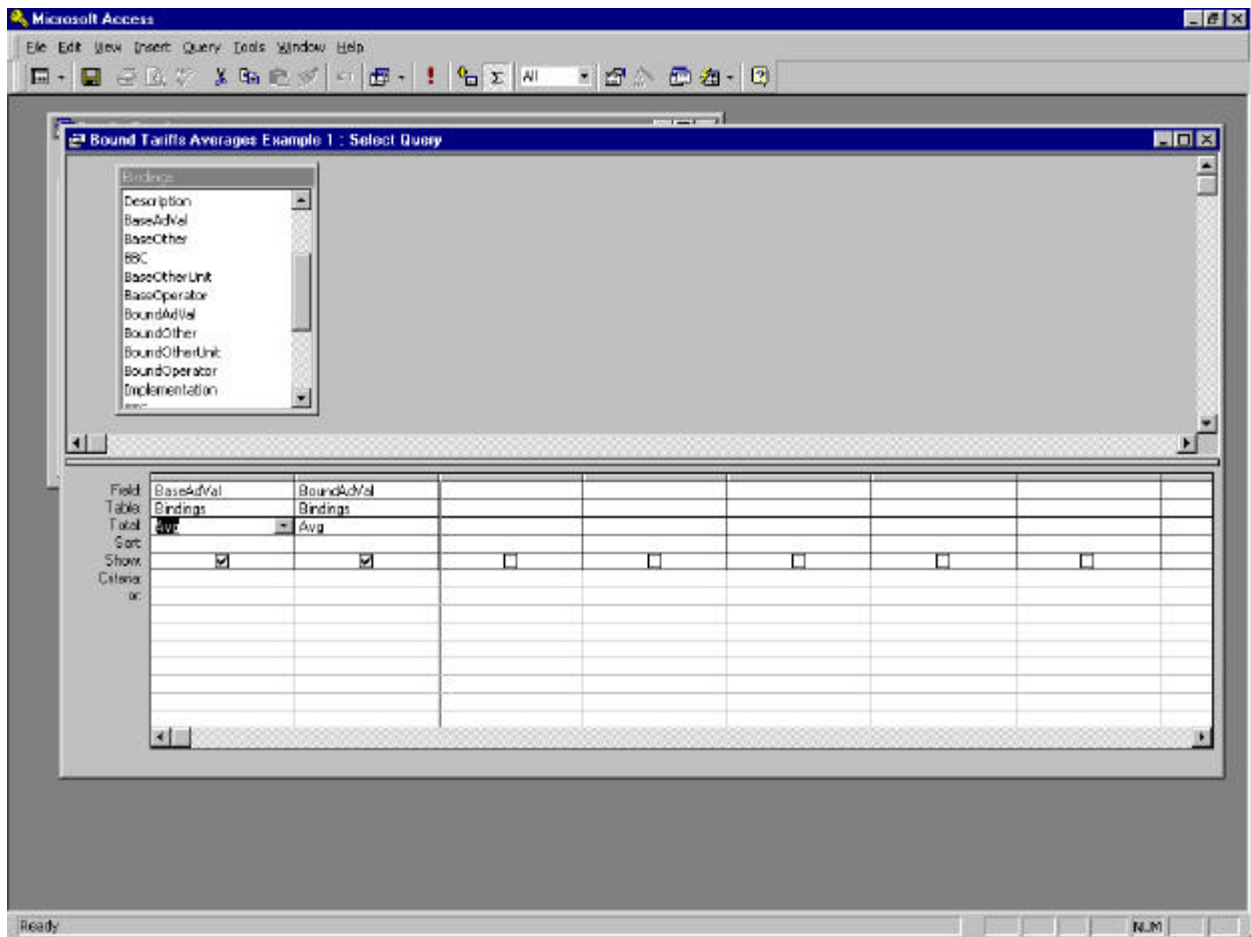 Microsoft Access
File Edit View Insert Query Tools Window Help
All
Bound Tariffs Averages Example 1 : Select Query
Bindings
Description
BaseAdVal
BaseOther
BaseOtherUnit
BaseOperator
BoundAdVal
BoundOther
BoundOtherUnit
BoundOperator
Implementation
Field: BaseAdVal BoundAdVal
Table: Bindings Bindings
Total: Avg Avg
Sort:
Show:
Criteria:
or:
Ready NUM